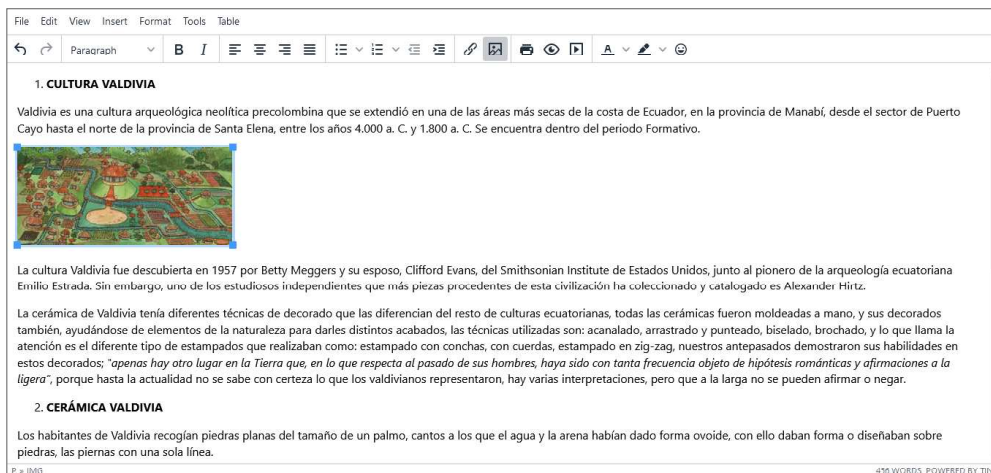 File Edit View Insert Format Tools Table
Paragraph B I A
1. CULTURA VALDIVIA
Valdivia es una cultura arqueológica neolítica precolombina que se extendió en una de las áreas más secas de la costa de Ecuador, en la provincia de Manabí, desde el sector de Puerto
Cayo hasta el norte de la provincia de Santa Elena, entre los años 4.000 a. C. y 1.800 a. C. Se encuentra dentro del periodo Formativo.
La cultura Valdivia fue descubierta en 1957 por Betty Meggers y su esposo, Clifford Evans, del Smithsonian Institute de Estados Unidos, junto al pionero de la arqueología ecuatoriana
Emilio Estrada. Sin embargo, uno de los estudiosos independientes que más piezas procedentes de esta civilización ha coleccionado y catalogado es Alexander Hirtz.
La cerámica de Valdivia tenía diferentes técnicas de decorado que las diferencian del resto de culturas ecuatorianas, todas las cerámicas fueron moldeadas a mano, y sus decorados
también, ayudándose de elementos de la naturaleza para darles distintos acabados, las técnicas utilizadas son: acanalado, arrastrado y punteado, biselado, brochado, y lo que llama la
atención es el diferente tipo de estampados que realizaban como: estampado con conchas, con cuerdas, estampado en zig-zag, nuestros antepasados demostraron sus habilidades en
estos decorados; "apenas hay otro lugar en la Tierra que, en lo que respecta al pasado de sus hombres, haya sido con tanta frecuencia objeto de hipótesis románticas y afirmaciones a la
ligera", porque hasta la actualidad no se sabe con certeza lo que los valdivianos representaron, hay varias interpretaciones, pero que a la larga no se pueden afirmar o negar.
2. CERÁMICA VALDIVIA
Los habitantes de Valdivia recogían piedras planas del tamaño de un palmo, cantos a los que el agua y la arena habían dado forma ovoide, con ello daban forma o diseñaban sobre
piedras, las piernas con una sola línea.
P » IMG 456 WORDS POWERED BY TIN